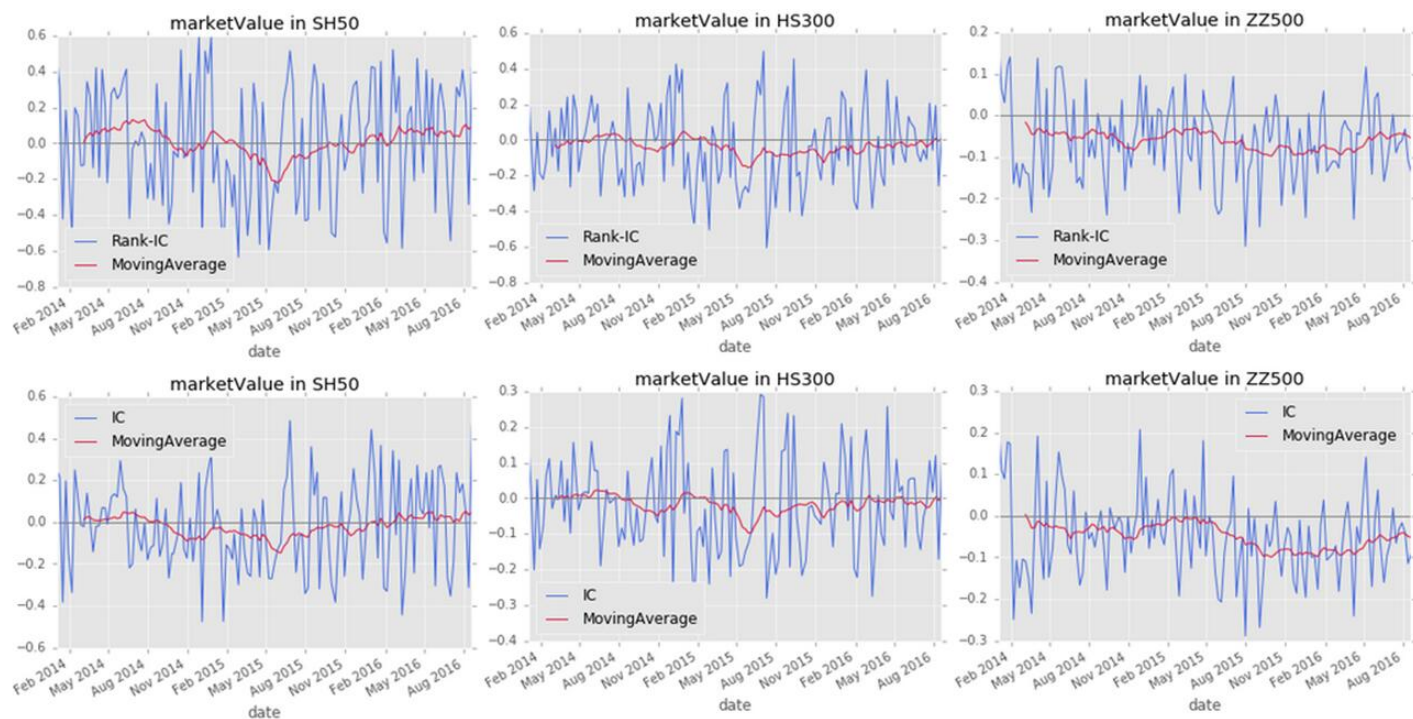 marketValue in SH50
0.6
0.4
0.2
0.0
−0.2
−0.4
−0.6
−0.8
Rank-IC
MovingAverage
Feb 2014
May 2014
Aug 2014
Nov 2014
Feb 2015
May 2015
Aug 2015
Nov 2015
Feb 2016
May 2016
Aug 2016
date
marketValue in HS300
0.6
0.4
0.2
0.0
−0.2
−0.4
−0.6
−0.8
Rank-IC
MovingAverage
Feb 2014
May 2014
Aug 2014
Nov 2014
Feb 2015
May 2015
Aug 2015
Nov 2015
Feb 2016
May 2016
Aug 2016
date
marketValue in ZZ500
0.2
0.1
0.0
−0.1
−0.2
−0.3
−0.4
Rank-IC
MovingAverage
Feb 2014
May 2014
Aug 2014
Nov 2014
Feb 2015
May 2015
Aug 2015
Nov 2015
Feb 2016
May 2016
Aug 2016
date
marketValue in SH50
0.6
0.4
0.2
0.0
−0.2
−0.4
−0.6
IC
MovingAverage
Feb 2014
May 2014
Aug 2014
Nov 2014
Feb 2015
May 2015
Aug 2015
Nov 2015
Feb 2016
May 2016
Aug 2016
date
marketValue in HS300
0.3
0.2
0.1
0.0
−0.1
−0.2
−0.3
−0.4
IC
MovingAverage
Feb 2014
May 2014
Aug 2014
Nov 2014
Feb 2015
May 2015
Aug 2015
Nov 2015
Feb 2016
May 2016
Aug 2016
date
marketValue in ZZ500
0.3
0.2
0.1
0.0
−0.1
−0.2
−0.3
IC
MovingAverage
Feb 2014
May 2014
Aug 2014
Nov 2014
Feb 2015
May 2015
Aug 2015
Nov 2015
Feb 2016
May 2016
Aug 2016
date